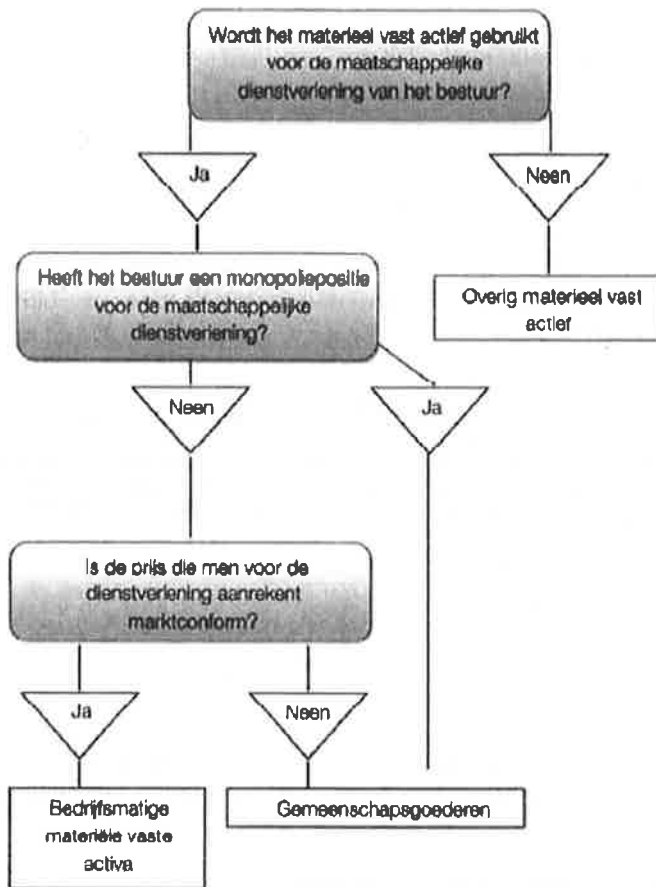 Wordt het materieel vast actief gebruikt
voor de maatschappelijke
dienstverlening van het bestuur?
Ja
Neen
Heeft het bestuur een monopoliepositie
voor de maatschappelijke
dienstverlening?
Overig materieel vast
actief
Neen
Ja
Is de prijs die men voor de
dienstverlening aanrekent
marktconform?
Ja
Neen
Bedrijfsmatige
materiële vaste
activa
Gemeenschapsgoederen